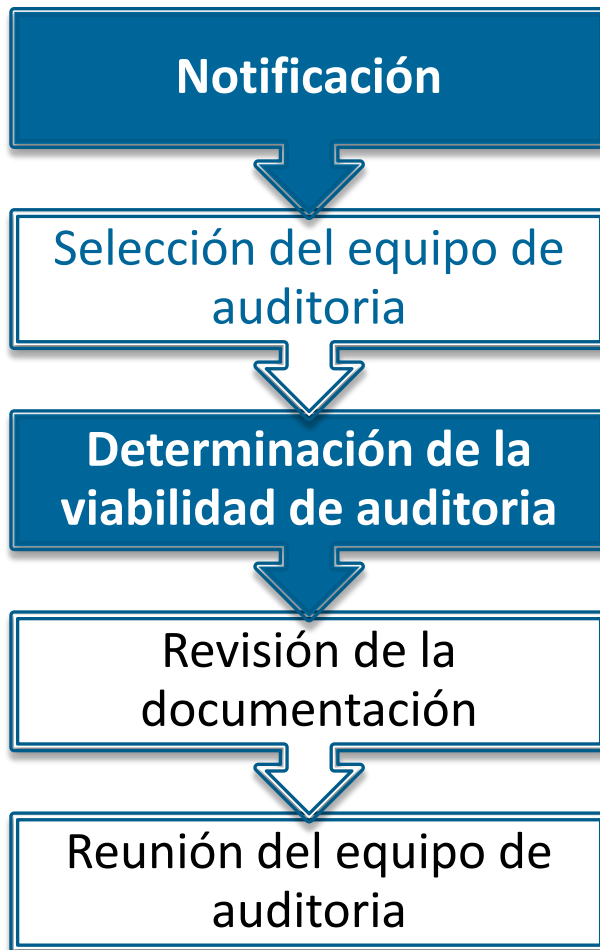 Notificación
Selección del equipo de
auditoria
Determinación de la
viabilidad de auditoria
Revisión de la
documentación
Reunión del equipo de
auditoria